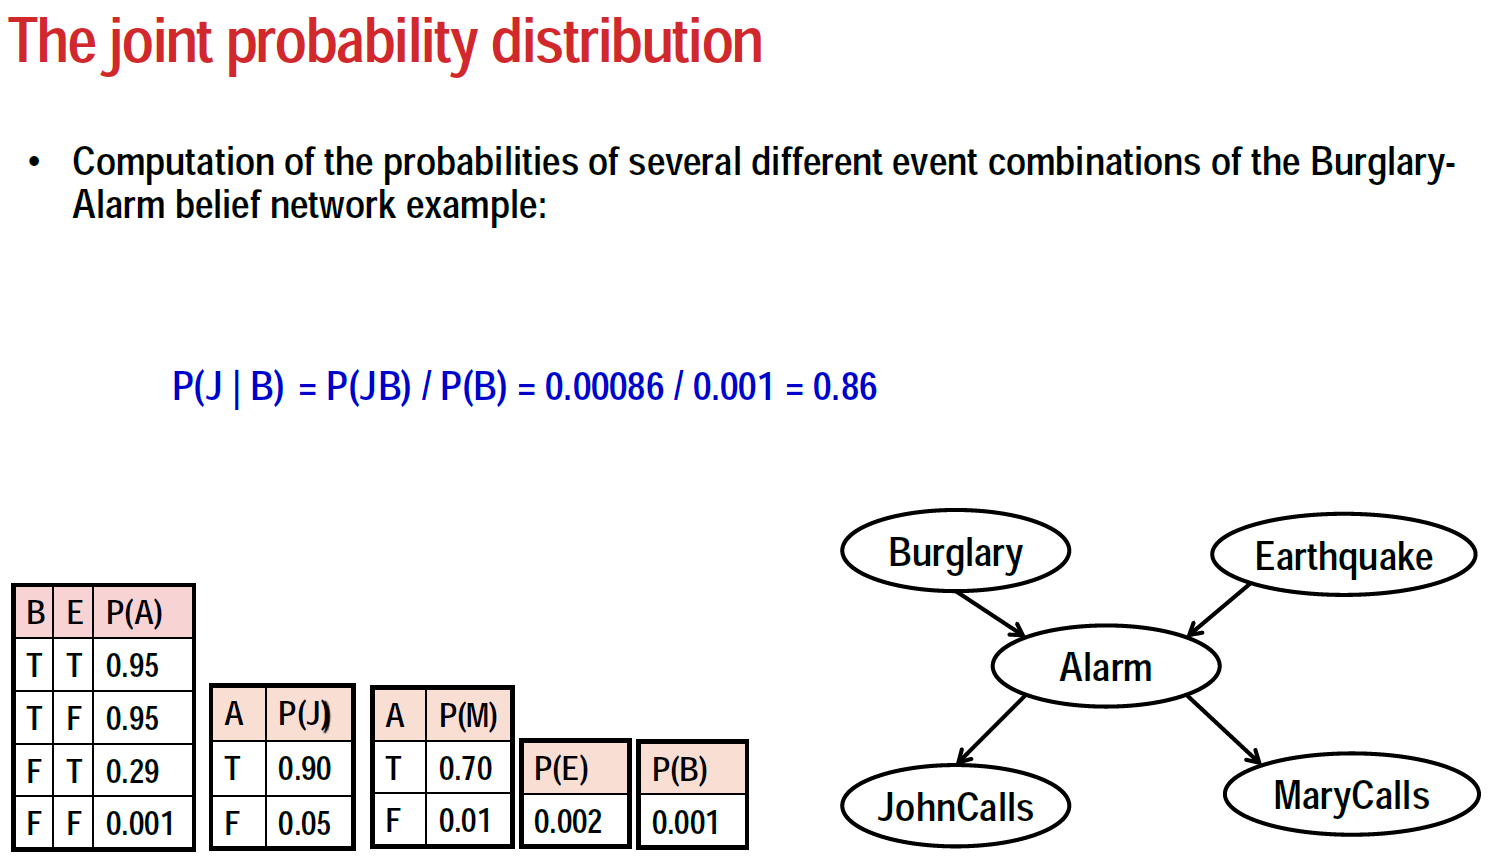 The joint probability distribution
• Computation of the probabilities of several different event combinations of the Burglary-
Alarm belief network example:
P(J | B) = P(JB) / P(B) = 0.00086 / 0.001 = 0.86
Burglary
Earthquake
Alarm
JohnCalls
MaryCalls
B E P(A)
T T 0.95
T F 0.95
F T 0.29
F F 0.001
A P(J)
T 0.90
F 0.05
A P(M)
T 0.70
F 0.01
P(E)
0.002
P(B)
0.001